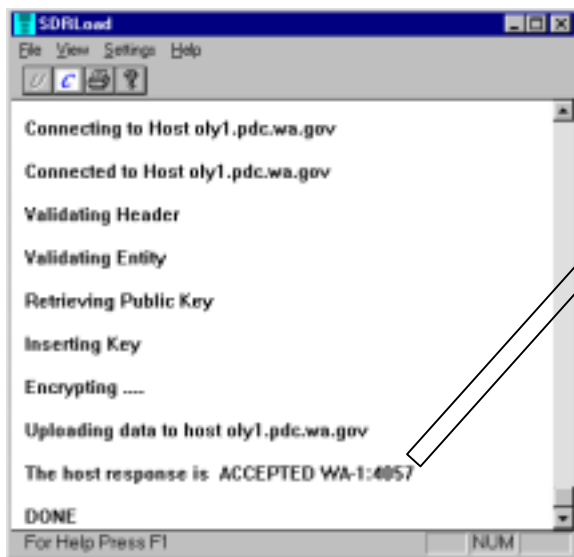 SDRLoad
File View Settings Help
U C ?
Connecting to Host oly1.pdc.wa.gov
Connected to Host oly1.pdc.wa.gov
Validating Header
Validating Entity
Retrieving Public Key
Inserting Key
Encrypting ....
Uploading data to host oly1.pdc.wa.gov
The host response is ACCEPTED WA-1:4057
DONE
For Help Press F1 NUM